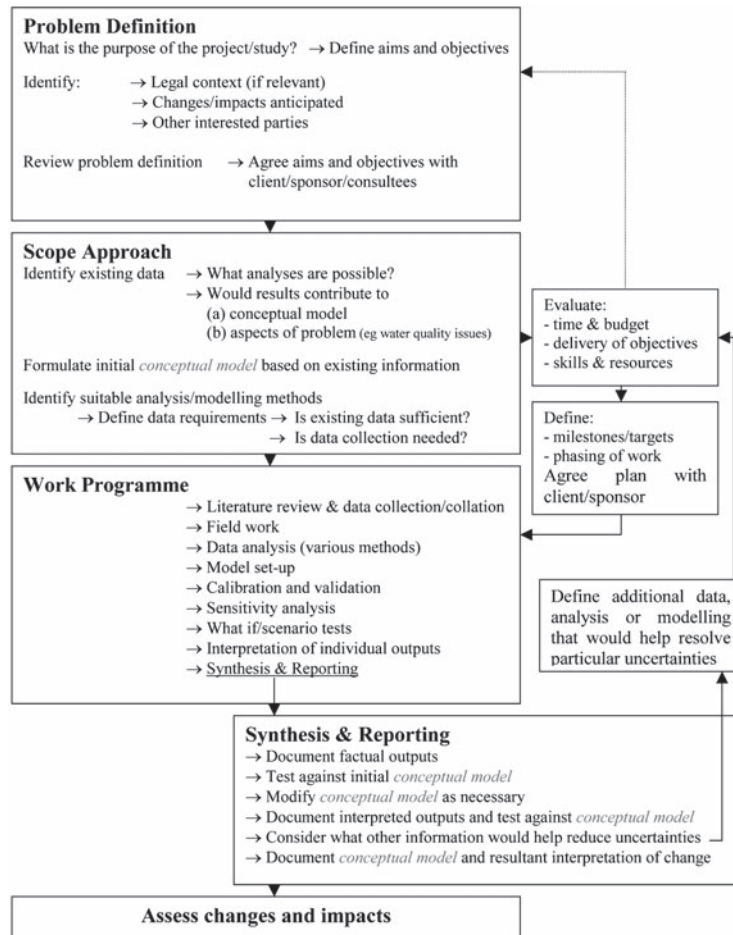 Problem Definition
What is the purpose of the project/study? → Define aims and objectives
Identify: → Legal context (if relevant)
→ Changes/impacts anticipated
→ Other interested parties
Review problem definition → Agree aims and objectives with
client/sponsor/consultees
Scope Approach
Identify existing data → What analyses are possible?
→ Would results contribute to
(a) conceptual model
(b) aspects of problem (eg water quality issues)
Formulate initial conceptual model based on existing information
Identify suitable analysis/modelling methods
→ Define data requirements → Is existing data sufficient?
→ Is data collection needed?
Evaluate:
- time & budget
- delivery of objectives
- skills & resources
Define:
- milestones/targets
- phasing of work
Agree plan with
client/sponsor
Work Programme
→ Literature review & data collection/collation
→ Field work
→ Data analysis (various methods)
→ Model set-up
→ Calibration and validation
→ Sensitivity analysis
→ What if/scenario tests
→ Interpretation of individual outputs
→ Synthesis & Reporting
Define additional data,
analysis or modelling
that would help resolve
particular uncertainties
Synthesis & Reporting
→ Document factual outputs
→ Test against initial conceptual model
→ Modify conceptual model as necessary
→ Document interpreted outputs and test against conceptual model
→ Consider what other information would help reduce uncertainties
→ Document conceptual model and resultant interpretation of change
Assess changes and impacts